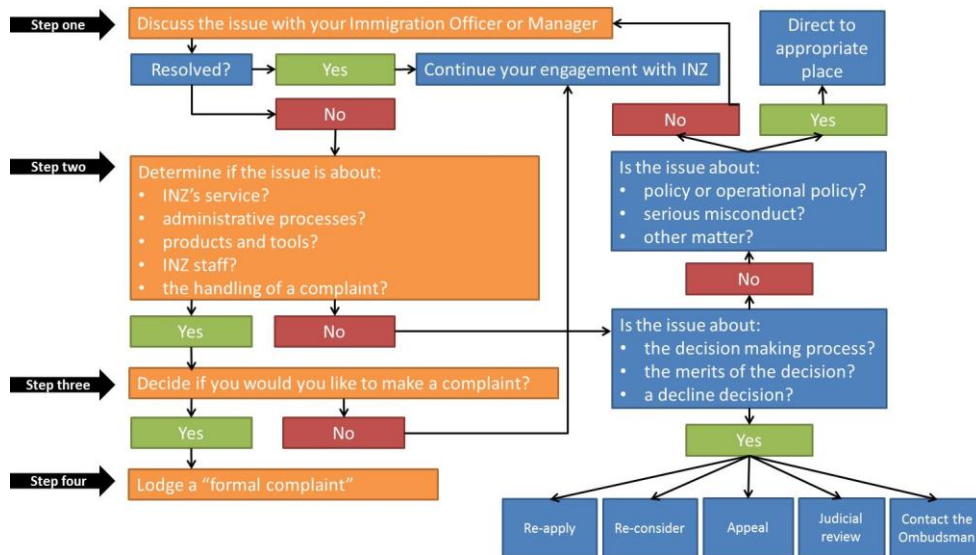 Step one
Discuss the issue with your Immigration Officer or Manager
Resolved?
Yes
Continue your engagement with INZ
No
Step two
Determine if the issue is about:
• INZ's service?
• administrative processes?
• products and tools?
• INZ staff?
• the handling of a complaint?
Yes
No
Step three
Decide if you would you like to make a complaint?
Yes
No
Step four
Lodge a “formal complaint”
Direct to
appropriate
place
No
Yes
Is the issue about:
• policy or operational policy?
• serious misconduct?
• other matter?
No
Is the issue about:
• the decision making process?
• the merits of the decision?
• a decline decision?
Yes
Re-apply
Re-consider
Appeal
Judicial
review
Contact the
Ombudsman